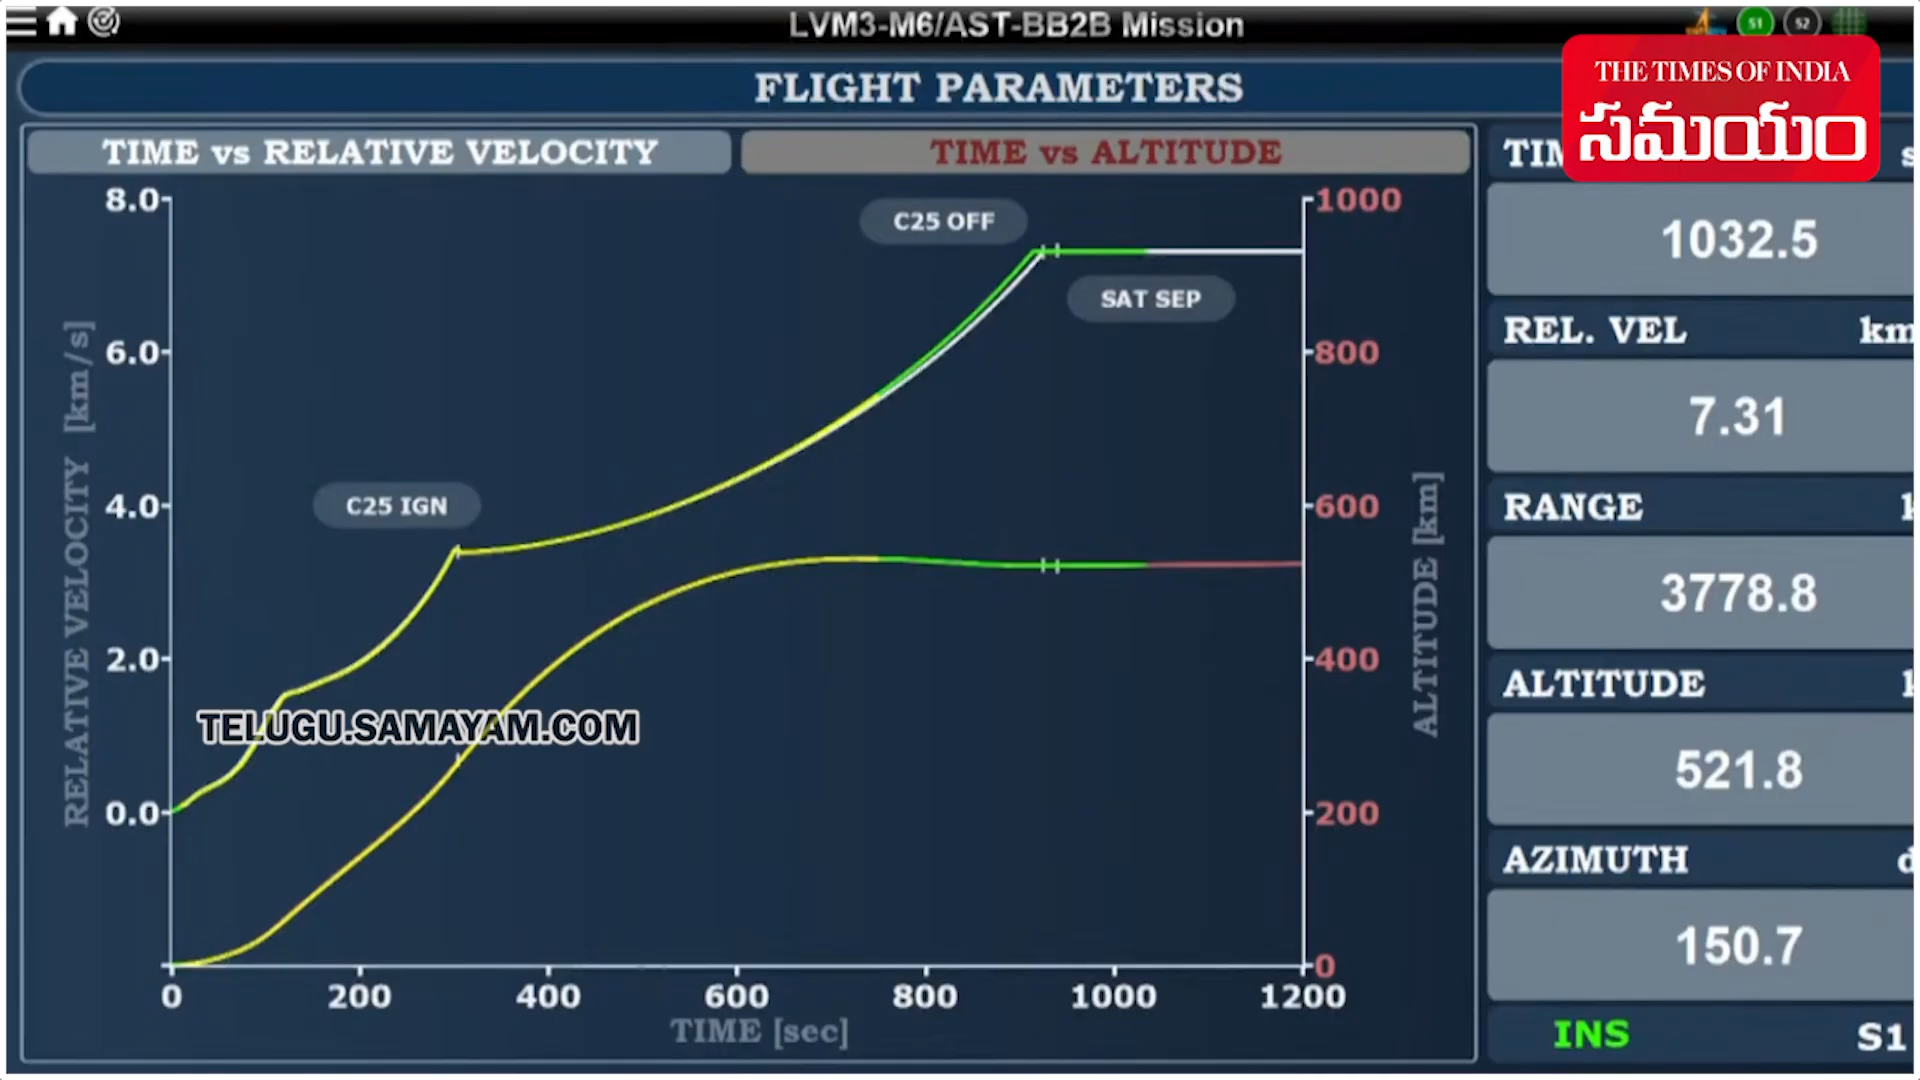 LVM3-M6/AST-BB2B Mission
S1
S2
THE TIMES OF INDIA
సమయం
FLIGHT PARAMETERS
TIME vs RELATIVE VELOCITY
TIME vs ALTITUDE
8.0
6.0
4.0
2.0
0.0
RELATIVE VELOCITY [km/s]
1000
800
600
400
200
0
ALTITUDE [km]
C25 OFF
SAT SEP
C25 IGN
TELUGU.SAMAYAM.COM
0 200 400 600 800 1000 1200
TIME [sec]
1032.5
REL. VEL km
7.31
RANGE
3778.8
ALTITUDE
521.8
AZIMUTH
150.7
INS S1